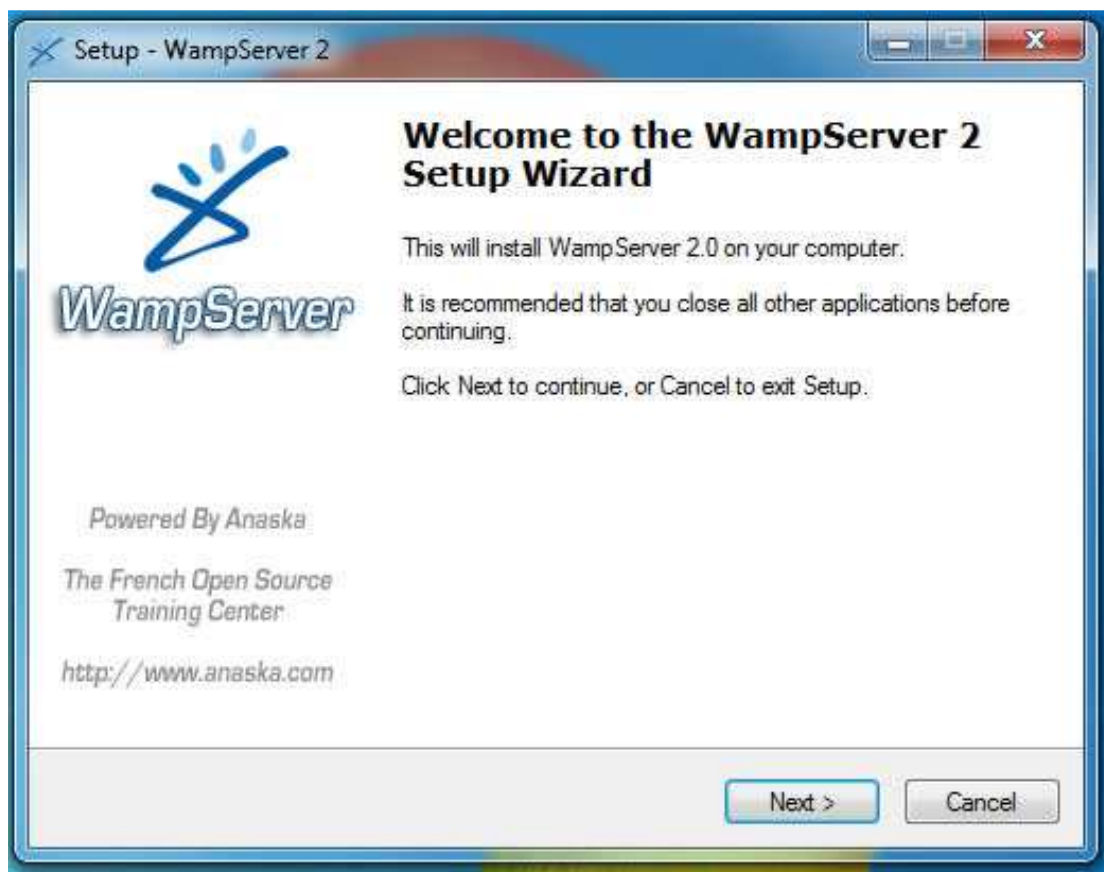 Setup - WampServer 2
WampServer
Powered By Anaska
The French Open Source
Training Center
http://www.anaska.com
Welcome to the WampServer 2
Setup Wizard
This will install WampServer 2.0 on your computer.
It is recommended that you close all other applications before
continuing.
Click Next to continue, or Cancel to exit Setup.
Next >
Cancel